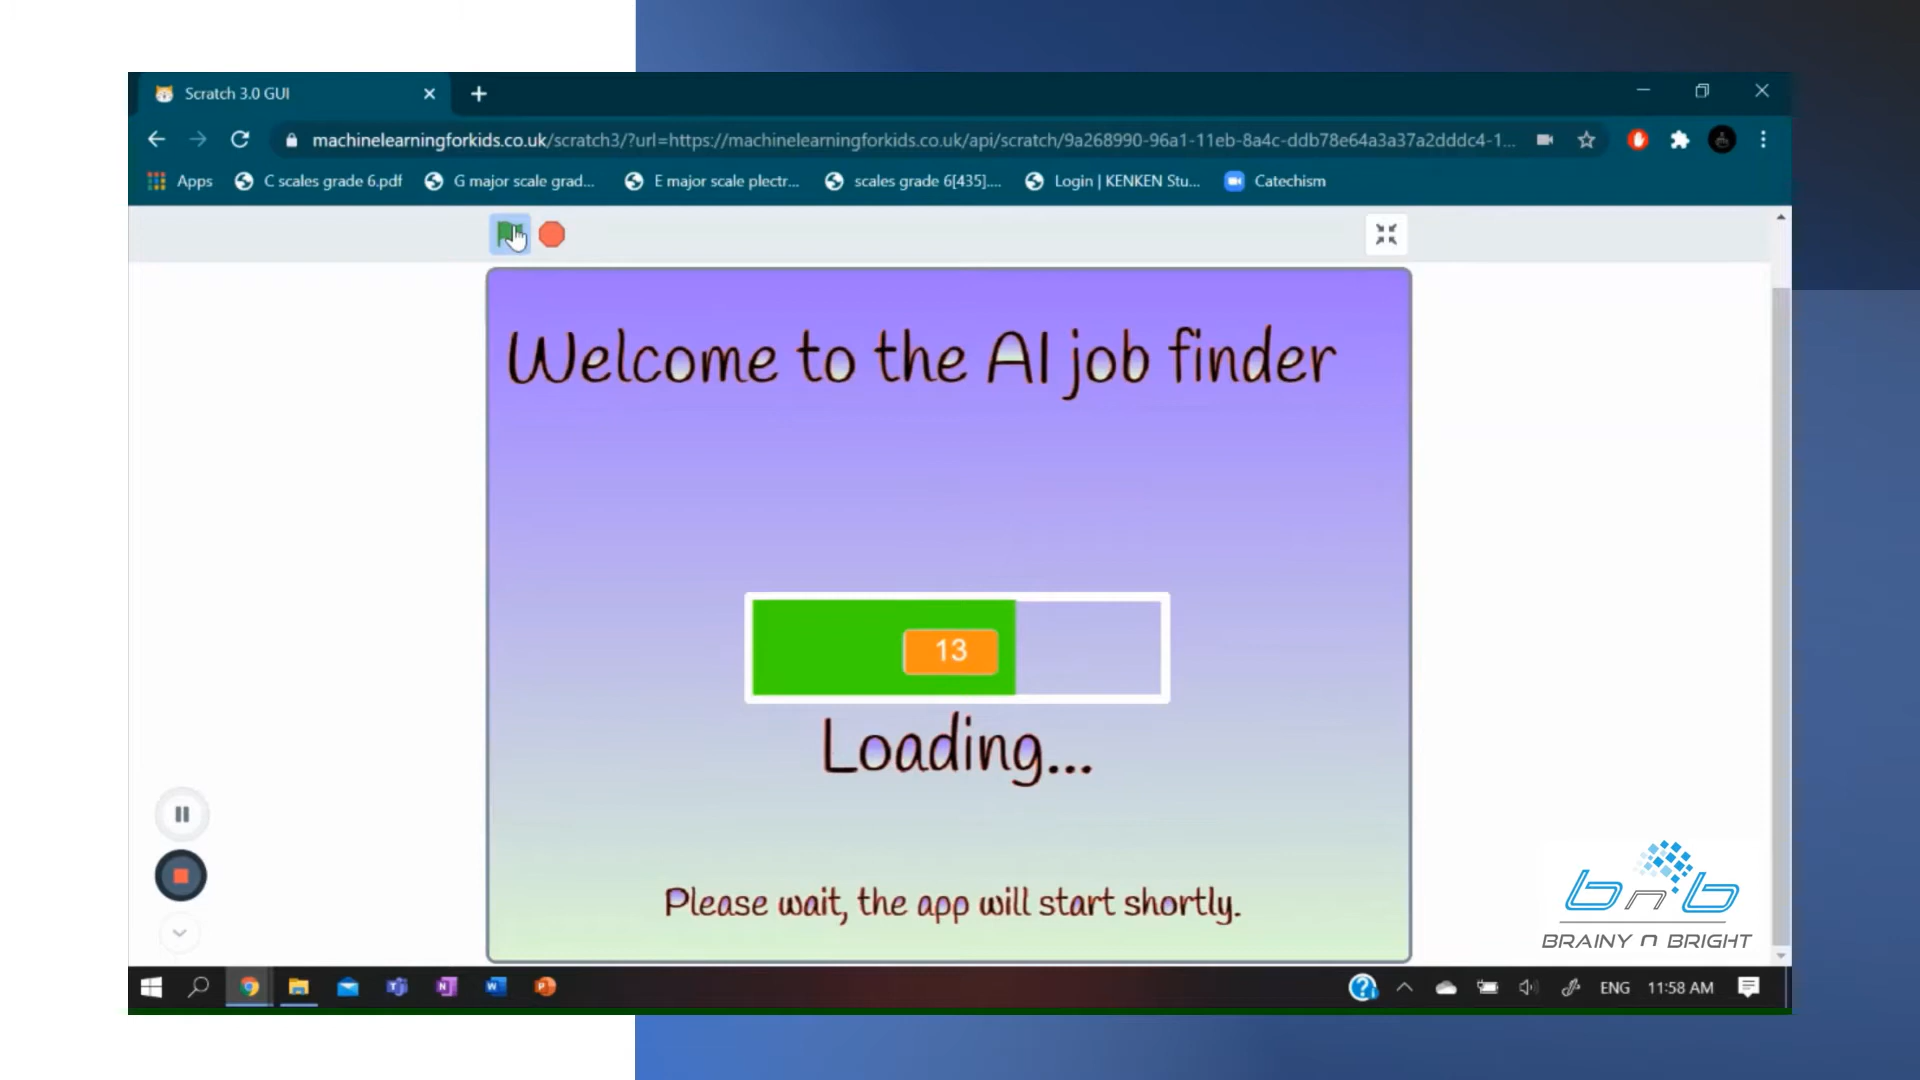 Scratch 3.0 GUI
machinelearningforkids.co.uk/scratch3/?url=https://machinelearningforkids.co.uk/api/scratch/9a268990-96a1-11eb-8a4c-ddb78e64a3a37a2dddc4-1...
Apps C scales grade 6.pdf G major scale grad... E major scale plectr... scales grade 6[435].... Login | KENKEN Stu... Catechism
Welcome to the AI job finder
13
Loading...
Please wait, the app will start shortly.
bnb
BRAINY n BRIGHT
ENG 11:58 AM